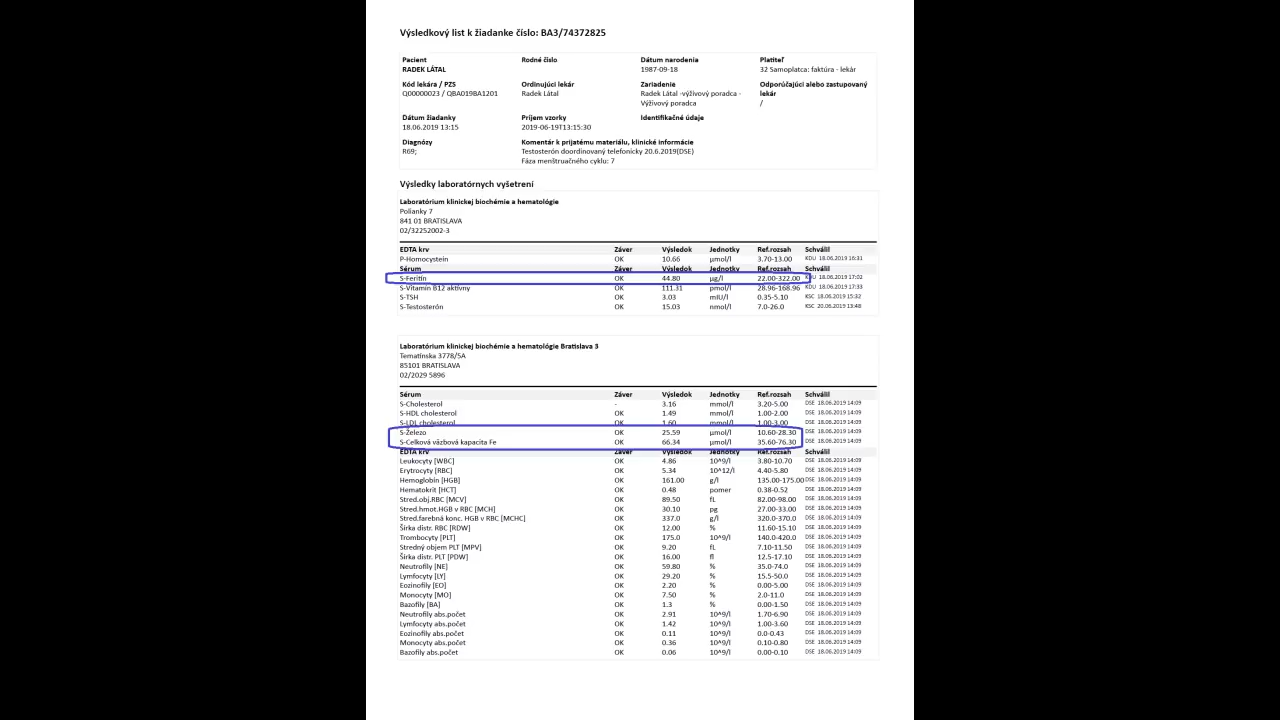 Výsledkový list k žiadanke číslo: BA3/74372825
Pacient Rodné číslo Dátum narodenia Platiteľ
RADEK LÁTAL 1987-09-18 32 Samoplatca: faktúra - lekár
Kód lekára / PZS Ordinujúci lekár Zariadenie Odporúčajúci alebo zastupovaný lekár
Q00000023 / QBA019BA1201 Radek Látal Radek Látal -výživový poradca - Výživový poradca /
Dátum žiadanky Príjem vzorky Identifikačné údaje
18.06.2019 13:15 2019-06-19T13:15:30
Diagnózy Komentár k prijatému materiálu, klinické informácie
R69; Testosterón doordinovaný telefonicky 20.6.2019(DSE)
Fáza menštruačného cyklu: 7
Výsledky laboratórnych vyšetrení
Laboratórium klinickej biochémie a hematológie
Polianky 7
841 01 BRATISLAVA
02/32252002-3
EDTA krv Záver Výsledok Jednotky Ref.rozsah Schválil
P-Homocystein OK 10.66 µmol/l 3.70-13.00 KDU 18.06.2019 16:31
Sérum Záver Výsledok Jednotky Ref.rozsah Schválil
S-Feritín OK 44.80 µg/l 22.00-322.00 KDU 18.06.2019 17:02
S-Vitamín B12 aktívny OK 111.31 pmol/l 28.96-168.96 KDU 18.06.2019 17:33
S-TSH OK 3.03 mIU/l 0.35-5.10 KSC 18.06.2019 15:32
S-Testosterón OK 15.03 nmol/l 7.0-26.0 KSC 20.06.2019 13:48
Laboratórium klinickej biochémie a hematológie Bratislava 3
Tematínska 3778/5A
85101 BRATISLAVA
02/2029 5896
Sérum Záver Výsledok Jednotky Ref.rozsah Schválil
S-Cholesterol - 3.16 mmol/l 3.20-5.00 DSE 18.06.2019 14:09
S-HDL cholesterol OK 1.49 mmol/l 1.00-2.00 DSE 18.06.2019 14:09
S-LDL cholesterol OK 1.60 mmol/l 1.00-3.00 DSE 18.06.2019 14:09
S-Železo OK 25.59 µmol/l 10.60-28.30 DSE 18.06.2019 14:09
S-Celková väzbová kapacita Fe OK 66.34 µmol/l 35.60-76.30 DSE 18.06.2019 14:09
EDTA krv Záver Výsledok Jednotky Ref.rozsah Schválil
Leukocyty [WBC] OK 4.86 10^9/l 3.80-10.70 DSE 18.06.2019 14:09
Erytrocyty [RBC] OK 5.34 10^12/l 4.40-5.80 DSE 18.06.2019 14:09
Hemoglobín [HGB] OK 161.00 g/l 135.00-175.00 DSE 18.06.2019 14:09
Hematokrit [HCT] OK 0.48 pomer 0.38-0.52 DSE 18.06.2019 14:09
Stred.obj.RBC [MCV] OK 89.50 fL 82.00-98.00 DSE 18.06.2019 14:09
Stred.hmot.HGB v RBC [MCH] OK 30.10 pg 27.00-33.00 DSE 18.06.2019 14:09
Stred.farebná konc. HGB v RBC [MCHC] OK 337.0 g/l 320.0-370.0 DSE 18.06.2019 14:09
Šírka distr. RBC [RDW] OK 12.00 % 11.60-15.10 DSE 18.06.2019 14:09
Trombocyty [PLT] OK 175.0 10^9/l 140.0-420.0 DSE 18.06.2019 14:09
Stredný objem PLT [MPV] OK 9.20 fL 7.10-11.50 DSE 18.06.2019 14:09
Šírka distr. PLT [PDW] OK 16.00 fl 12.5-17.10 DSE 18.06.2019 14:09
Neutrofily [NE] OK 59.80 % 35.0-74.0 DSE 18.06.2019 14:09
Lymfocyty [LY] OK 29.20 % 15.5-50.0 DSE 18.06.2019 14:09
Eozinofily [EO] OK 2.20 % 0.00-5.00 DSE 18.06.2019 14:09
Monocyty [MO] OK 7.50 % 2.0-11.0 DSE 18.06.2019 14:09
Bazofily [BA] OK 1.3 % 0.00-1.50 DSE 18.06.2019 14:09
Neutrofily abs.počet OK 2.91 10^9/l 1.70-6.90 DSE 18.06.2019 14:09
Lymfocyty abs.počet OK 1.42 10^9/l 1.00-3.60 DSE 18.06.2019 14:09
Eozinofily abs.počet OK 0.11 10^9/l 0.0-0.43 DSE 18.06.2019 14:09
Monocyty abs.počet OK 0.36 10^9/l 0.10-0.80 DSE 18.06.2019 14:09
Bazofily abs.počet OK 0.06 10^9/l 0.00-0.10 DSE 18.06.2019 14:09